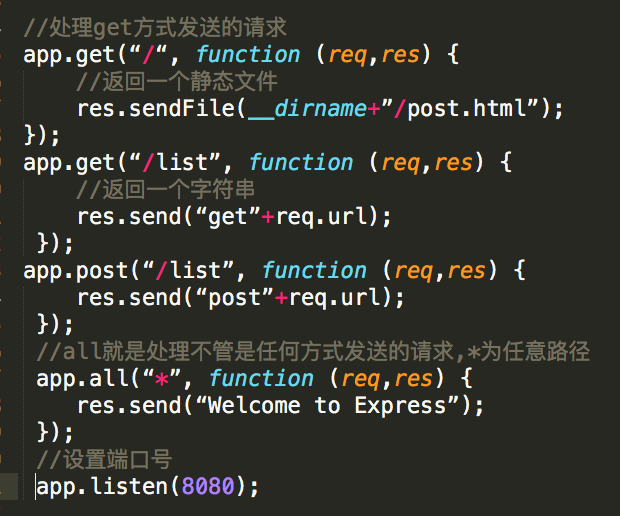 //处理get方式发送的请求
app.get(“/“, function (req,res) {
//返回一个静态文件
res.sendFile(__dirname+”/post.html”);
});
app.get(“/list”, function (req,res) {
//返回一个字符串
res.send(“get”+req.url);
});
app.post(“/list”, function (req,res) {
res.send(“post”+req.url);
});
//all就是处理不管是任何方式发送的请求,*为任意路径
app.all(“*”, function (req,res) {
res.send(“Welcome to Express”);
});
//设置端口号
app.listen(8080);